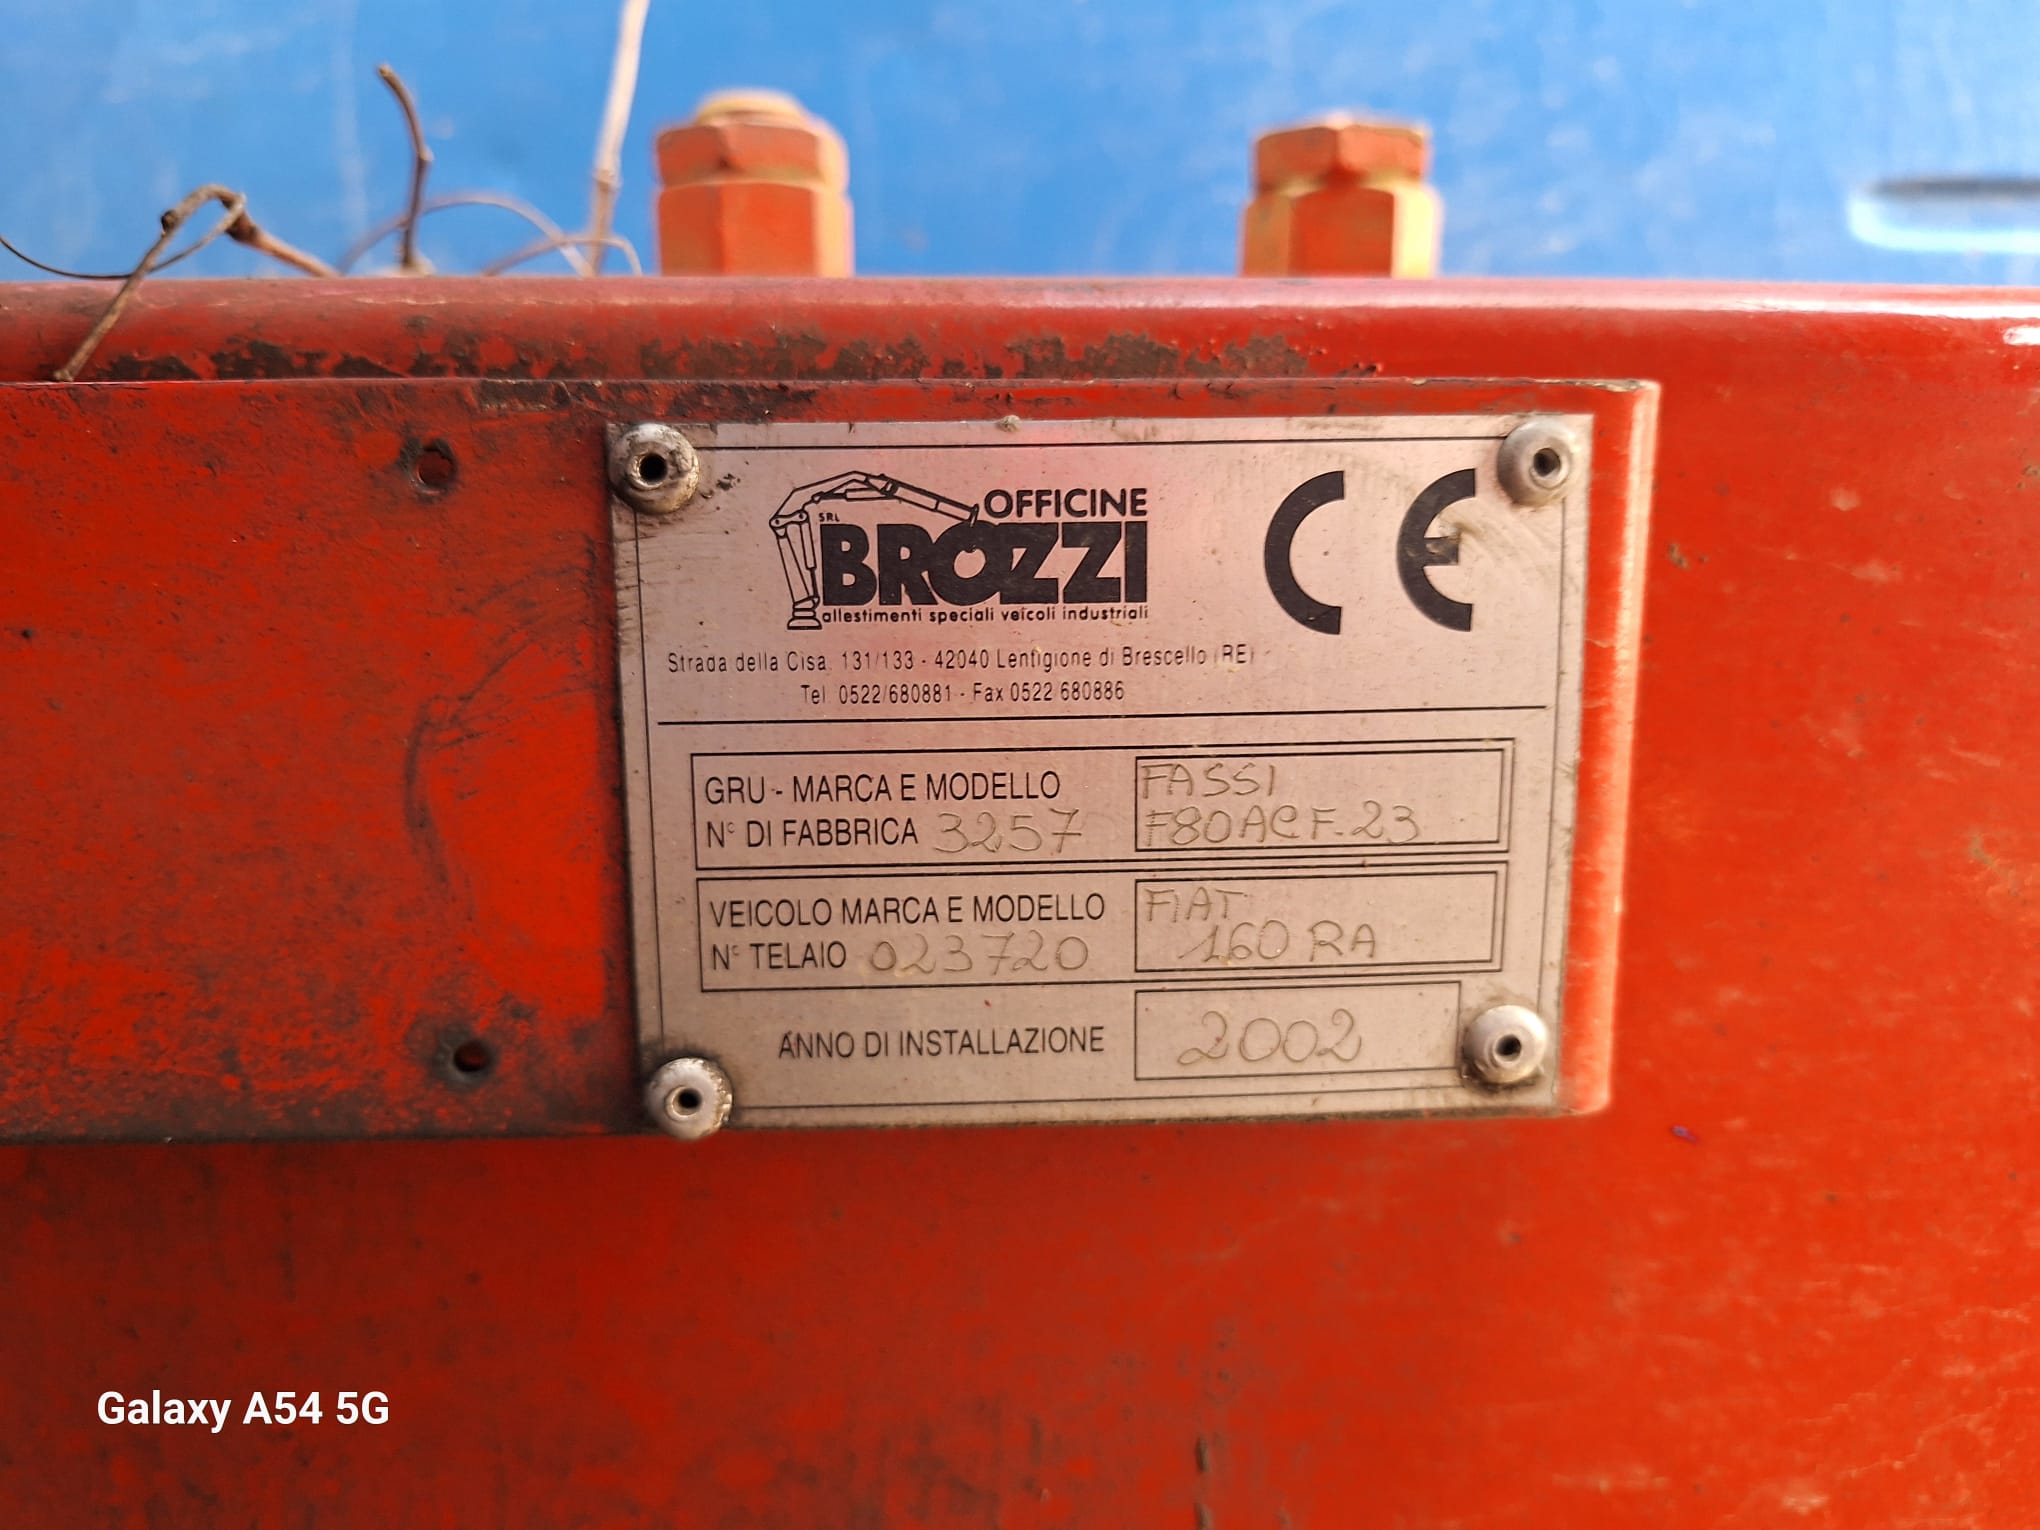 OFFICINE
SRL
BROZZI
allestimenti speciali veicoli industriali
CE
Strada della Cisa, 131/133 - 42040 Lentigione di Brescello (RE)
Tel. 0522/680881 - Fax 0522 680886
GRU - MARCA E MODELLO FASSI
N° DI FABBRICA 3257 F80ACF.23
VEICOLO MARCA E MODELLO FIAT
N° TELAIO 023720 160 RA
ANNO DI INSTALLAZIONE 2002
Galaxy A54 5G